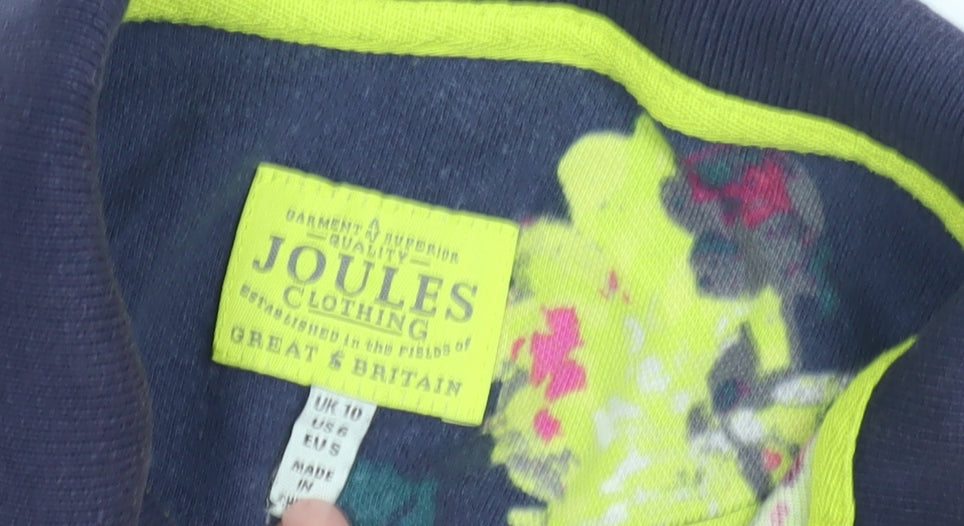 A
GARMENT OF SUPERIOR
QUALITY
JOULES
CLOTHING
ESTABLISHED in the FIELDS of
GREAT & BRITAIN
UK 10
US 6
EU S
MADE
IN